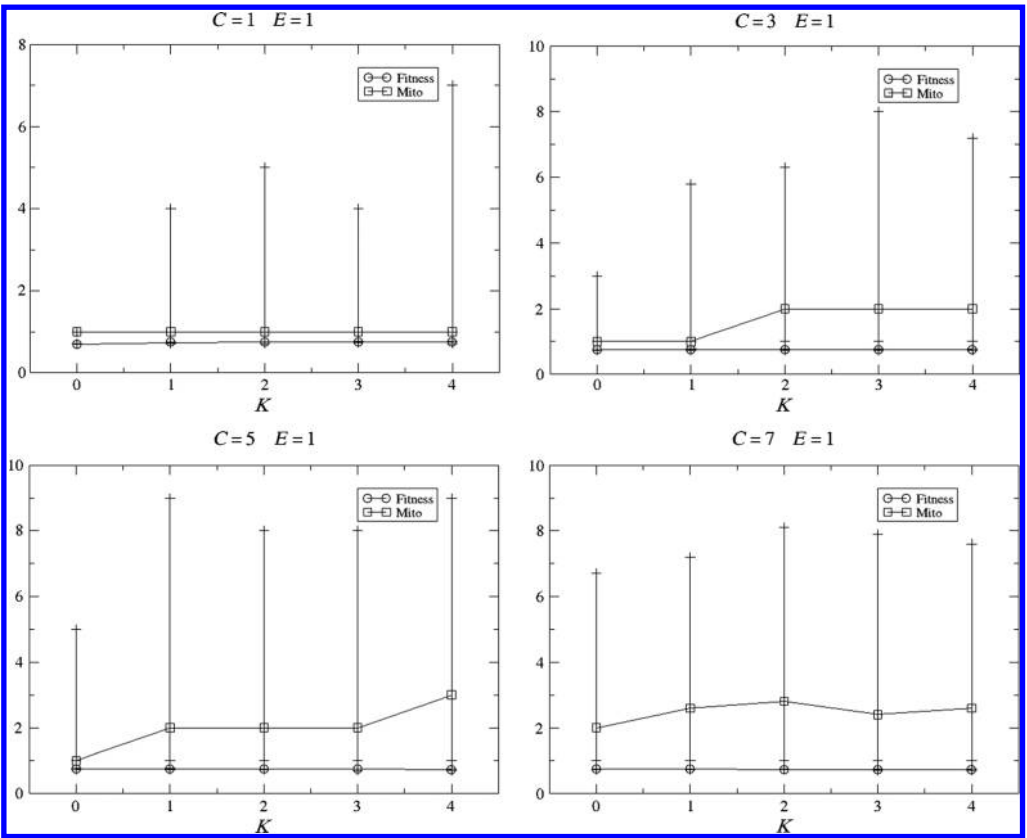 C = 1 E = 1
8
6
4
2
0
Fitness
Mito
0 1 2 3 4
K
C = 3 E = 1
10
8
6
4
2
0
Fitness
Mito
0 1 2 3 4
K
C = 5 E = 1
10
8
6
4
2
0
Fitness
Mito
0 1 2 3 4
K
C = 7 E = 1
10
8
6
4
2
0
Fitness
Mito
0 1 2 3 4
K